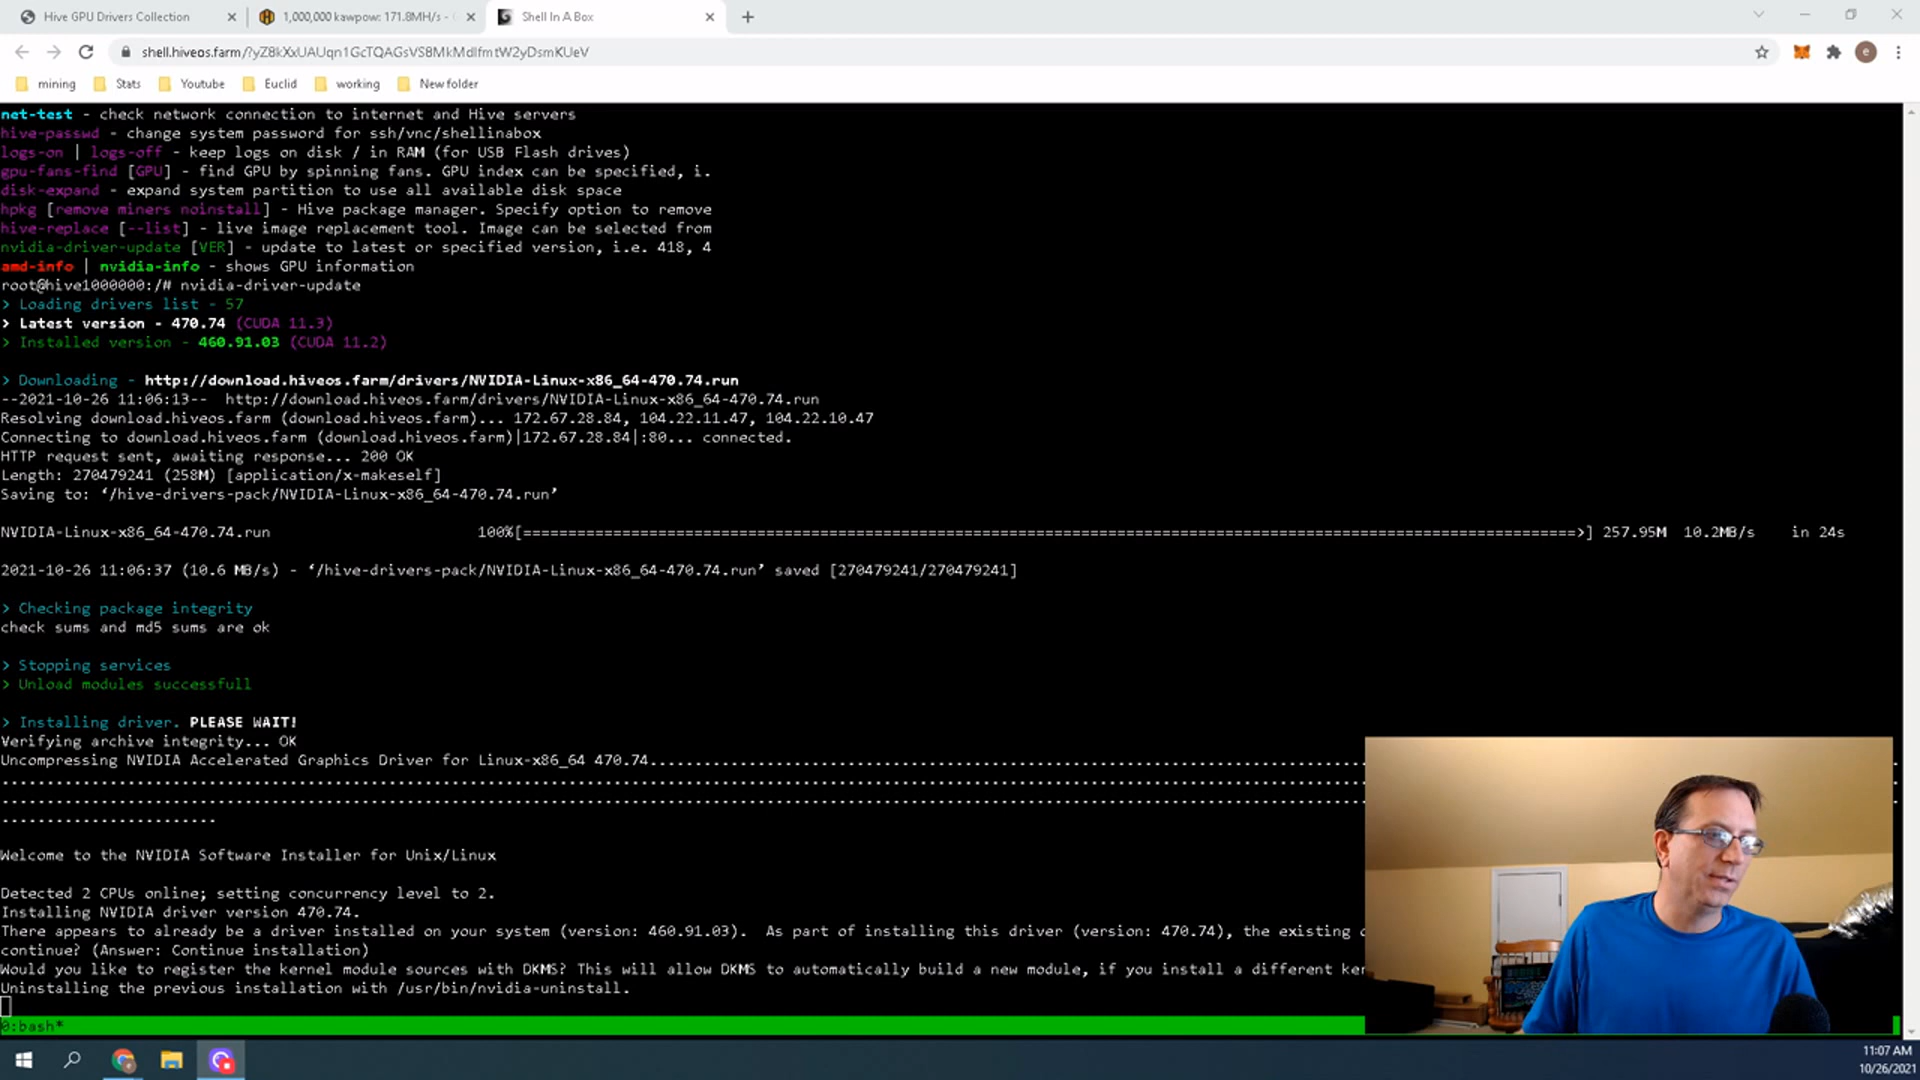 Hive GPU Drivers Collection
1,000,000 kawpow: 171.8MH/s - (
Shell In A Box
shell.hiveos.farm/?yZ8kXxUAUqn1GcTQAGsVS8MkMdlfmtW2yDsmKUeV
e
mining
Stats
Youtube
Euclid
working
New folder
net-test - check network connection to internet and Hive servers
hive-passwd - change system password for ssh/vnc/shellinabox
logs-on | logs-off - keep logs on disk / in RAM (for USB Flash drives)
gpu-fans-find [GPU] - find GPU by spinning fans. GPU index can be specified, i.
disk-expand - expand system partition to use all available disk space
hpkg [remove miners noinstall] - Hive package manager. Specify option to remove
hive-replace [--list] - live image replacement tool. Image can be selected from
nvidia-driver-update [VER] - update to latest or specified version, i.e. 418, 4
amd-info | nvidia-info - shows GPU information
root@hive1000000:/# nvidia-driver-update
> Loading drivers list - 57
> Latest version - 470.74 (CUDA 11.3)
> Installed version - 460.91.03 (CUDA 11.2)
> Downloading - http://download.hiveos.farm/drivers/NVIDIA-Linux-x86_64-470.74.run
--2021-10-26 11:06:13--  http://download.hiveos.farm/drivers/NVIDIA-Linux-x86_64-470.74.run
Resolving download.hiveos.farm (download.hiveos.farm)... 172.67.28.84, 104.22.11.47, 104.22.10.47
Connecting to download.hiveos.farm (download.hiveos.farm)|172.67.28.84|:80... connected.
HTTP request sent, awaiting response... 200 OK
Length: 270479241 (258M) [application/x-makeself]
Saving to: ‘/hive-drivers-pack/NVIDIA-Linux-x86_64-470.74.run’
NVIDIA-Linux-x86_64-470.74.run 100%[=====================>] 257.95M 10.2MB/s in 24s
2021-10-26 11:06:37 (10.6 MB/s) - ‘/hive-drivers-pack/NVIDIA-Linux-x86_64-470.74.run’ saved [270479241/270479241]
> Checking package integrity
check sums and md5 sums are ok
> Stopping services
> Unload modules successfull
> Installing driver. PLEASE WAIT!
Verifying archive integrity... OK
Uncompressing NVIDIA Accelerated Graphics Driver for Linux-x86_64 470.74..............................
Welcome to the NVIDIA Software Installer for Unix/Linux
Detected 2 CPUs online; setting concurrency level to 2.
Installing NVIDIA driver version 470.74.
There appears to already be a driver installed on your system (version: 460.91.03).  As part of installing this driver (version: 470.74), the existing
continue? (Answer: Continue installation)
Would you like to register the kernel module sources with DKMS? This will allow DKMS to automatically build a new module, if you install a different ker
Uninstalling the previous installation with /usr/bin/nvidia-uninstall.
0:bash*
11:07 AM
10/26/2021